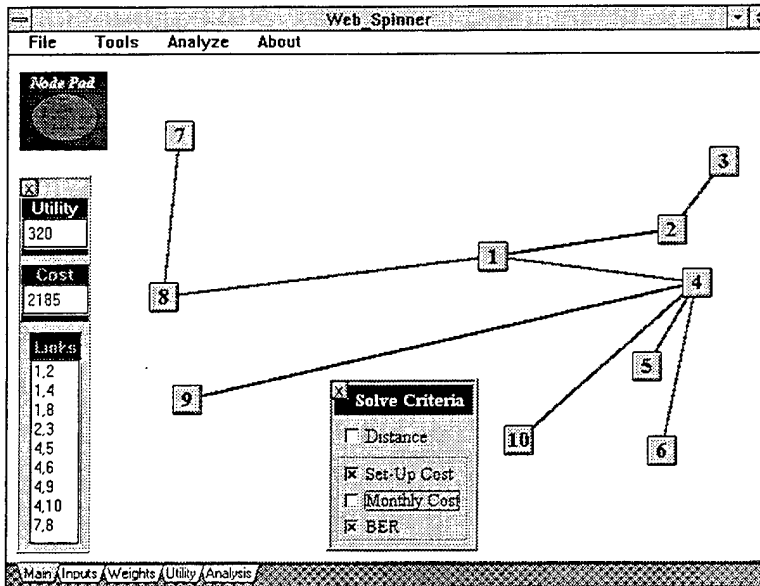 Web_Spinner
File Tools Analyze About
Node Pad
7
3
X
Utility
320
2
1
Cost
2185
8
4
Links
1,2
1,4
1,8
2,3
4,5
4,6
4,9
4,10
7,8
5
9
X
Solve Criteria
Distance
Set-Up Cost
Monthly Cost
BER
10
6
Main Inputs Weights Utility Analysis